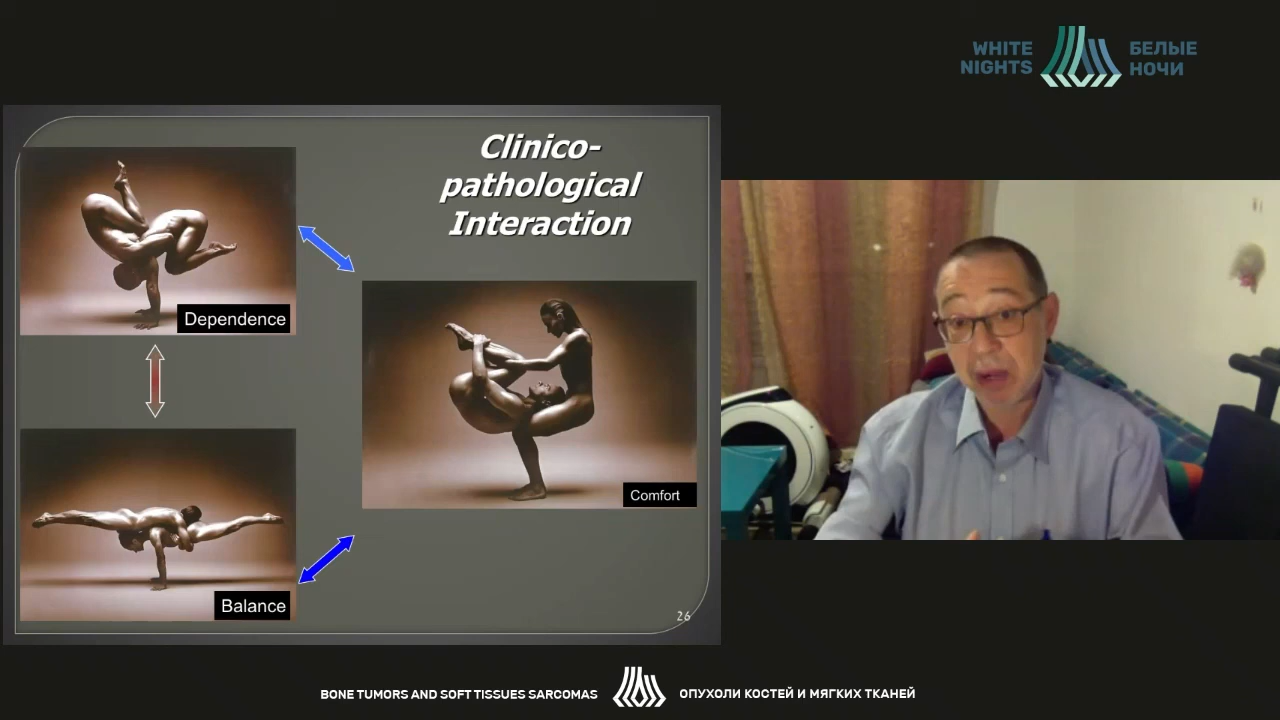 WHITE
NIGHTS
БЕЛЫЕ
НОЧИ
Clinico-
pathological
Interaction
Dependence
Comfort
Balance
26
BONE TUMORS AND SOFT TISSUES SARCOMAS
ОПУХОЛИ КОСТЕЙ И МЯГКИХ ТКАНЕЙ